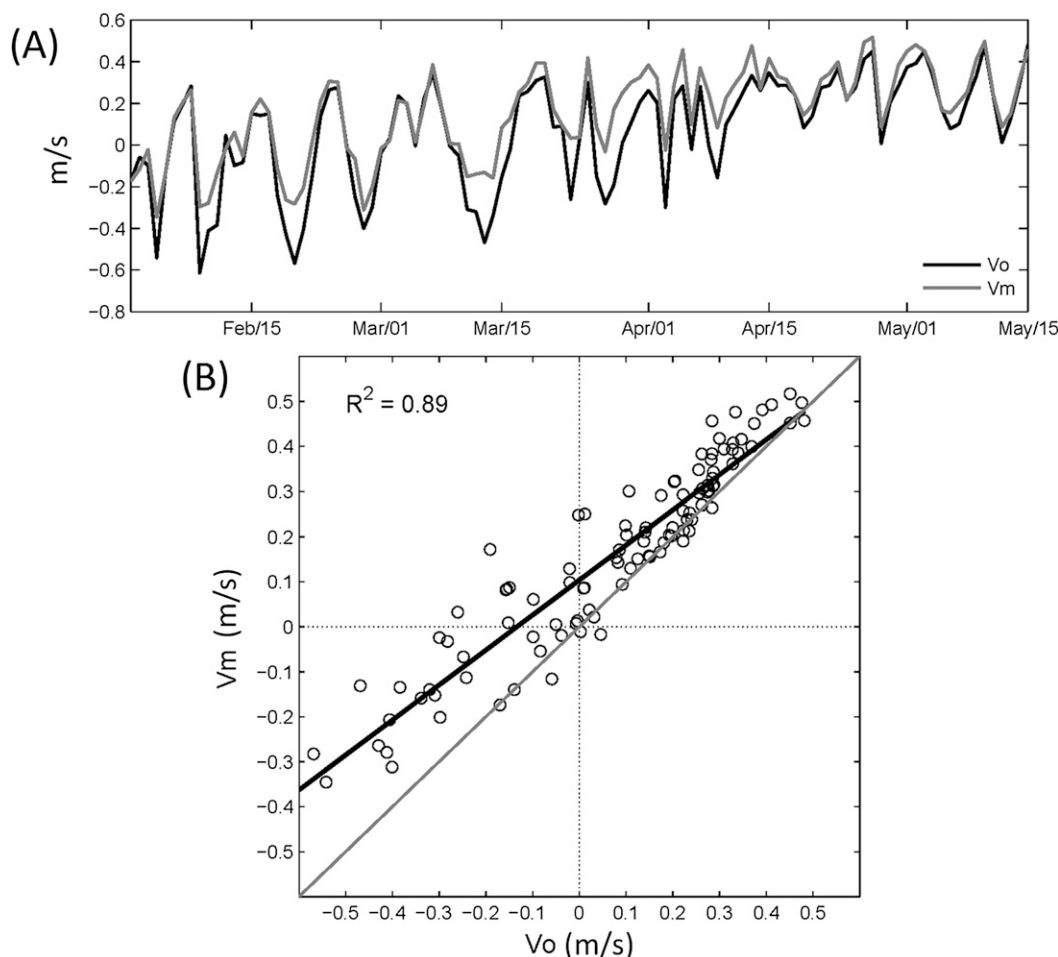 (A)
m/s
0.6
0.4
0.2
0
−0.2
−0.4
−0.6
−0.8
Vo
Vm
Feb/15 Mar/01 Mar/15 Apr/01 Apr/15 May/01 May/15
(B)
R² = 0.89
Vm (m/s)
0.5
0.4
0.3
0.2
0.1
0
−0.1
−0.2
−0.3
−0.4
−0.5
−0.5 −0.4 −0.3 −0.2 −0.1 0 0.1 0.2 0.3 0.4 0.5
Vo (m/s)